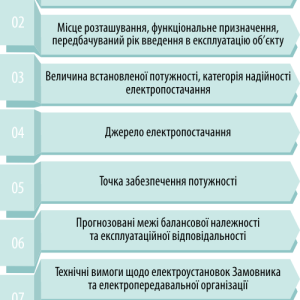 02
Місце розташування, функціональне призначення,
передбачуваний рік введення в експлуатацію об'єкту
03
Величина встановленої потужності, категорія надійності
електропостачання
04
Джерело електропостачання
05
Точка забезпечення потужності
06
Прогнозовані межі балансової належності
та експлуатаційної відповідальності
07
Технічні вимоги щодо електроустановок Замовника
та електропередавальної організації